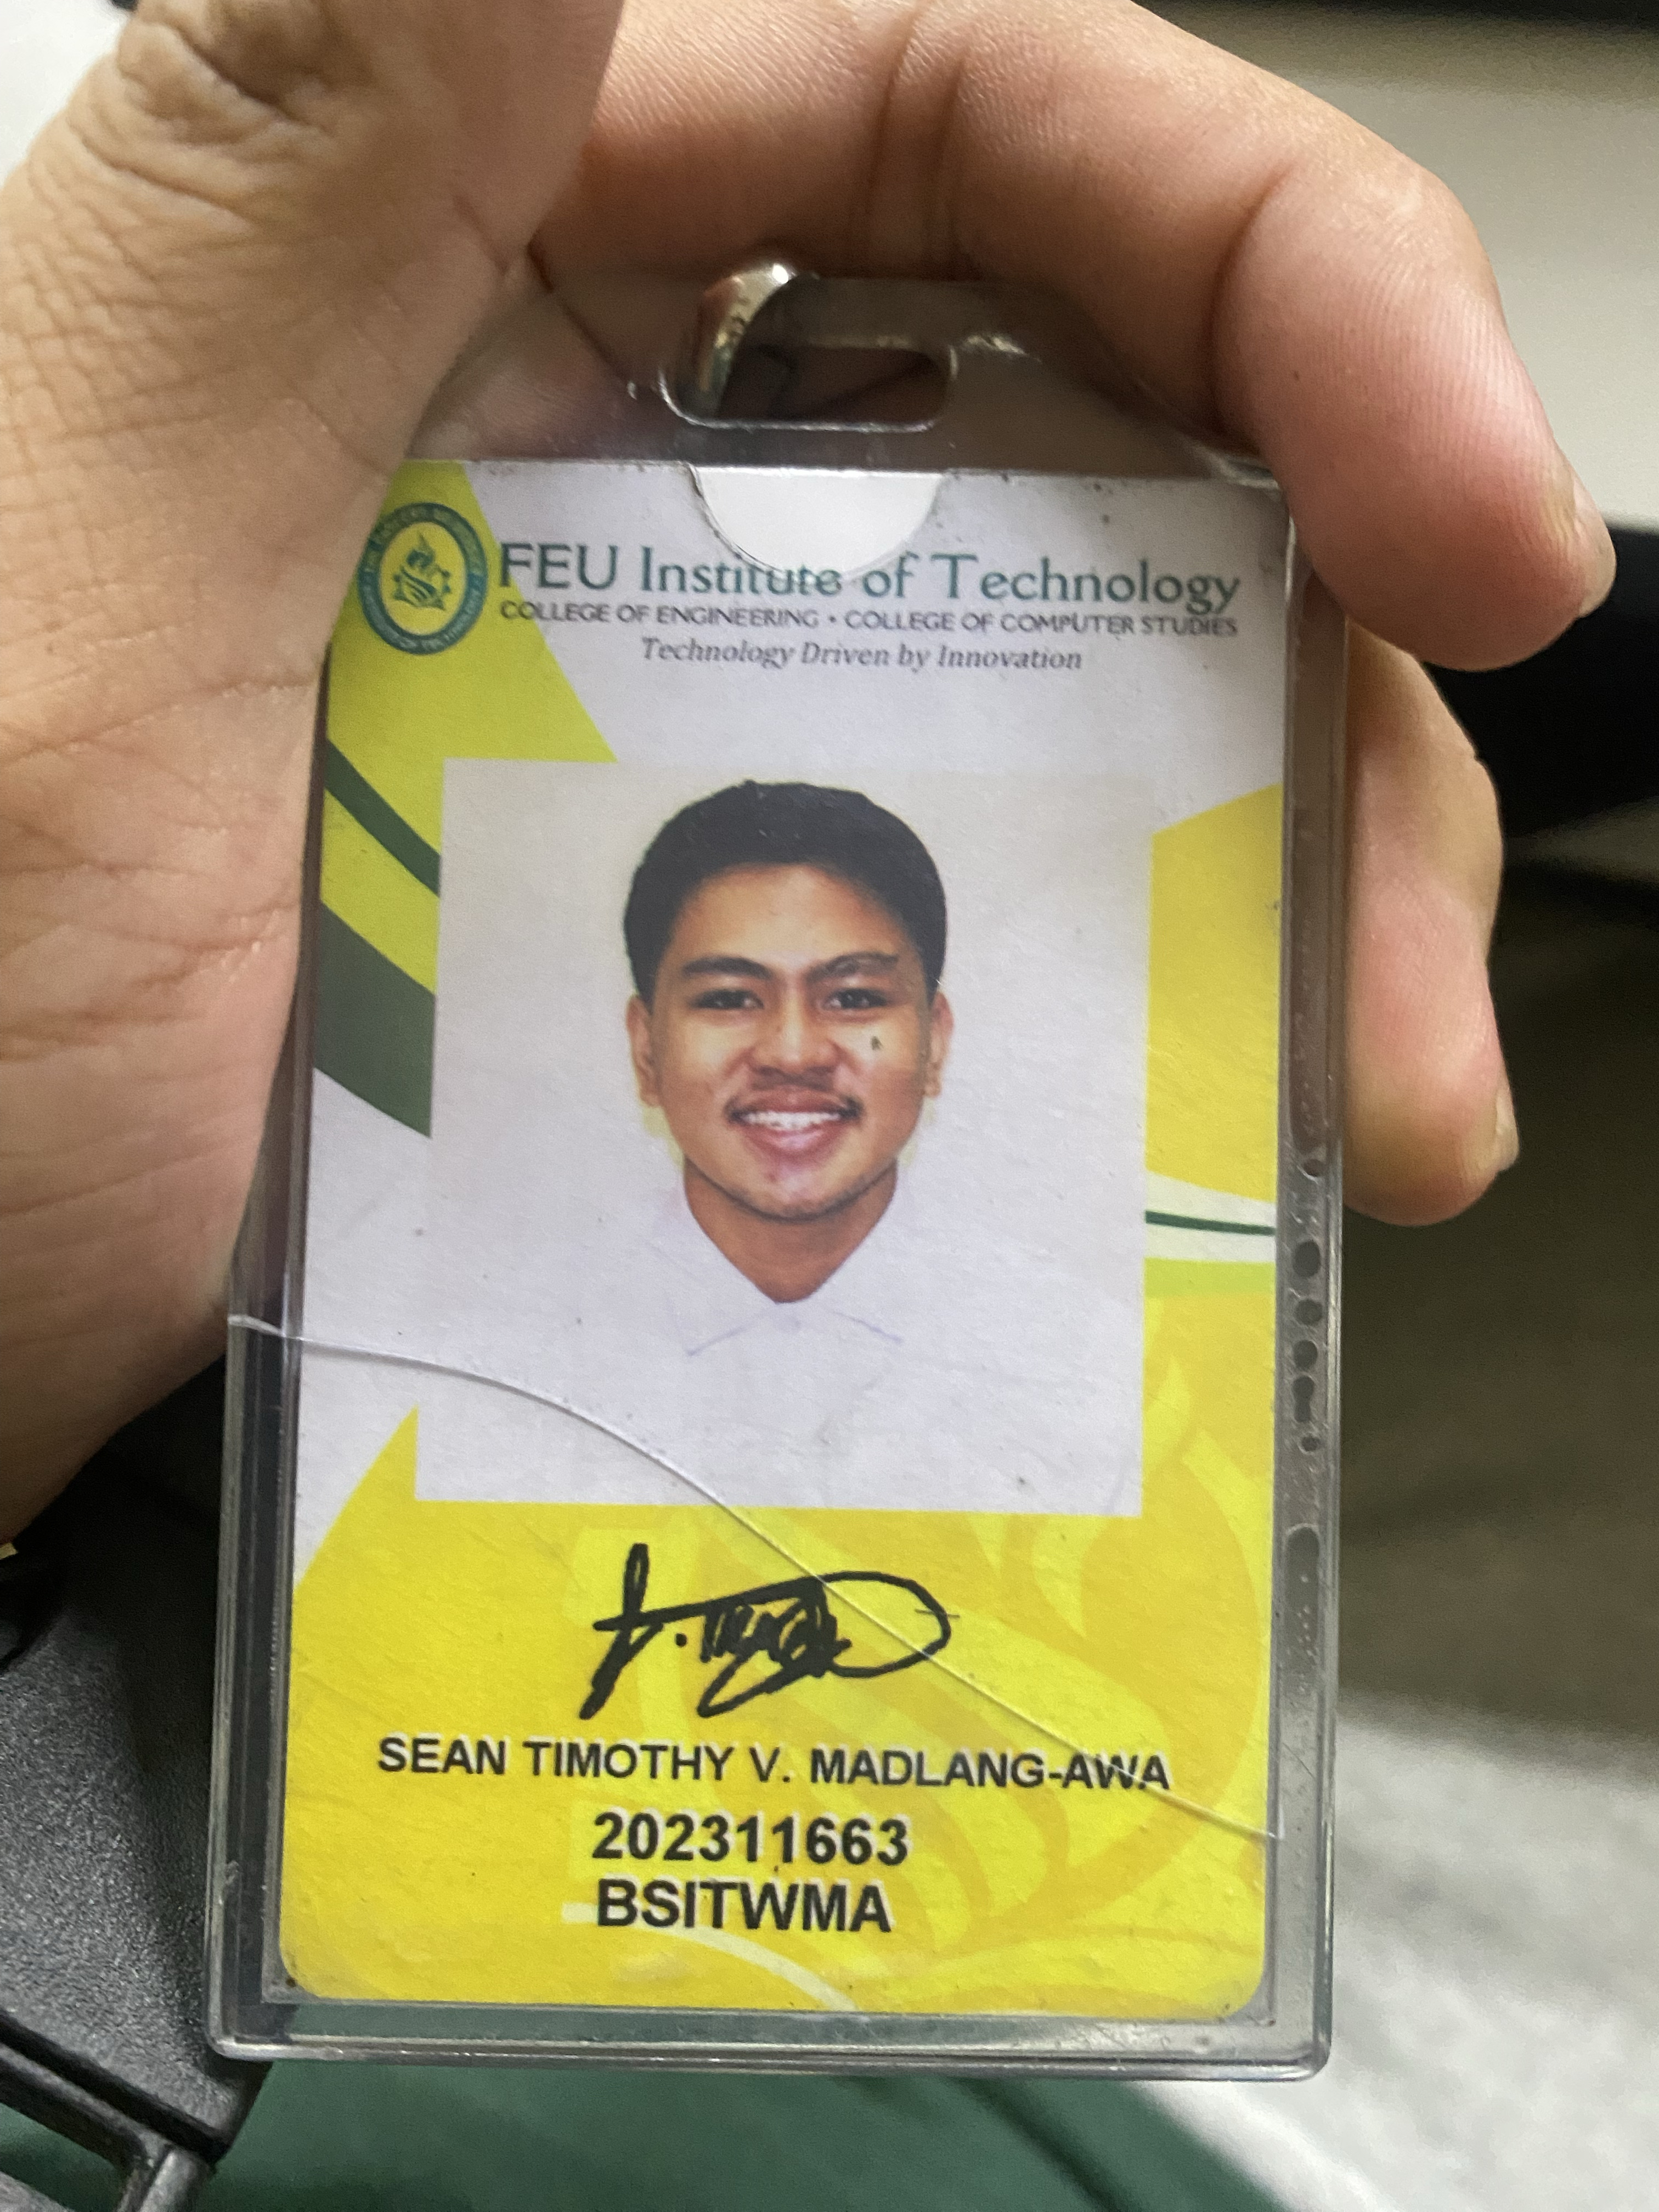 FEU Institute of Technology
COLLEGE OF ENGINEERING • COLLEGE OF COMPUTER STUDIES
Technology Driven by Innovation
SEAN TIMOTHY V. MADLANG-AWA
202311663
BSITWMA